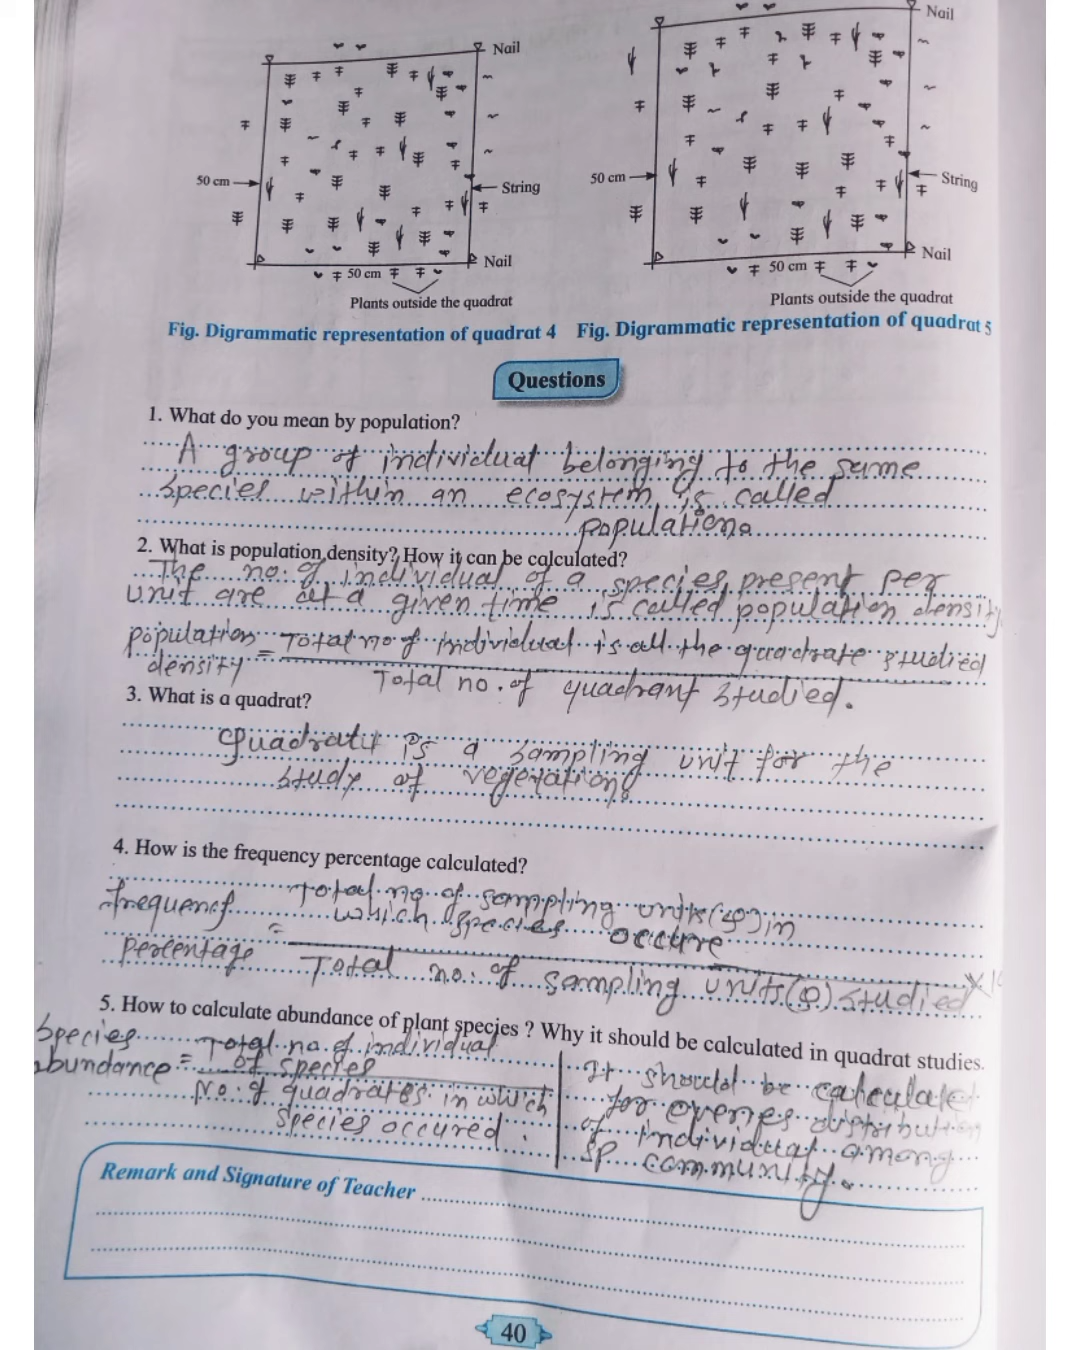 Nail
Nail
50 cm
String
50 cm
String
Nail
Nail
50 cm
50 cm
Plants outside the quadrat
Plants outside the quadrat
Fig. Digrammatic representation of quadrat 4
Fig. Digrammatic representation of quadrat 5
Questions
1. What do you mean by population?
A group of individual belonging to the same
species within an ecosystem is called
population.
2. What is population density? How it can be calculated?
The no. of individual of a species present per
unit are at a given time is called population density
population density = Total no of individual is all the quadrate studied
Total no. of quadrant studied.
3. What is a quadrat?
is a sampling unit for the
study of vegetation.
4. How is the frequency percentage calculated?
frequency percentage = Total no. of sampling units(φ) in
which species occure
Total no. of sampling units(φ) studied
5. How to calculate abundance of plant species ? Why it should be calculated in quadrat studies.
Species abundance = Total no. of individual
of species
No. of quadrates in which
species occured.
It should be calculate
for distribution
of individual among
sp community.
Remark and Signature of Teacher
40